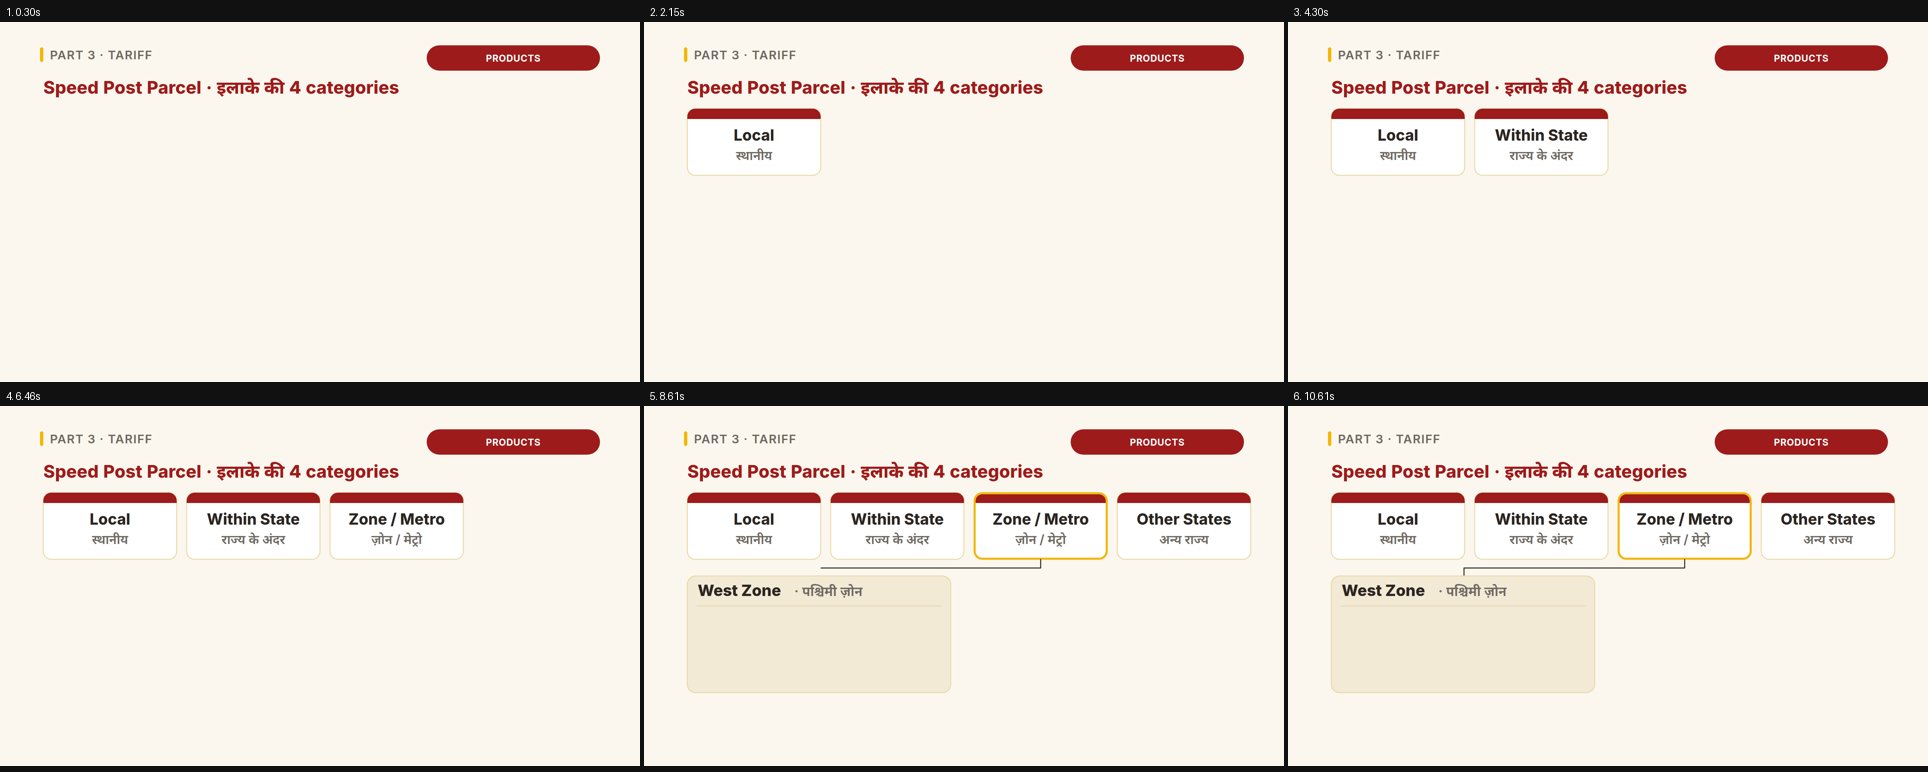 1. 0.30s
PART 3 · TARIFF
PRODUCTS
Speed Post Parcel · इलाके की 4 categories
2. 2.15s
PART 3 · TARIFF
PRODUCTS
Speed Post Parcel · इलाके की 4 categories
Local
स्थानीय
3. 4.30s
PART 3 · TARIFF
PRODUCTS
Speed Post Parcel · इलाके की 4 categories
Local
स्थानीय
Within State
राज्य के अंदर
4. 6.46s
PART 3 · TARIFF
PRODUCTS
Speed Post Parcel · इलाके की 4 categories
Local
स्थानीय
Within State
राज्य के अंदर
Zone / Metro
ज़ोन / मेट्रो
5. 8.61s
PART 3 · TARIFF
PRODUCTS
Speed Post Parcel · इलाके की 4 categories
Local
स्थानीय
Within State
राज्य के अंदर
Zone / Metro
ज़ोन / मेट्रो
Other States
अन्य राज्य
West Zone · पश्चिमी ज़ोन
6. 10.61s
PART 3 · TARIFF
PRODUCTS
Speed Post Parcel · इलाके की 4 categories
Local
स्थानीय
Within State
राज्य के अंदर
Zone / Metro
ज़ोन / मेट्रो
Other States
अन्य राज्य
West Zone · पश्चिमी ज़ोन